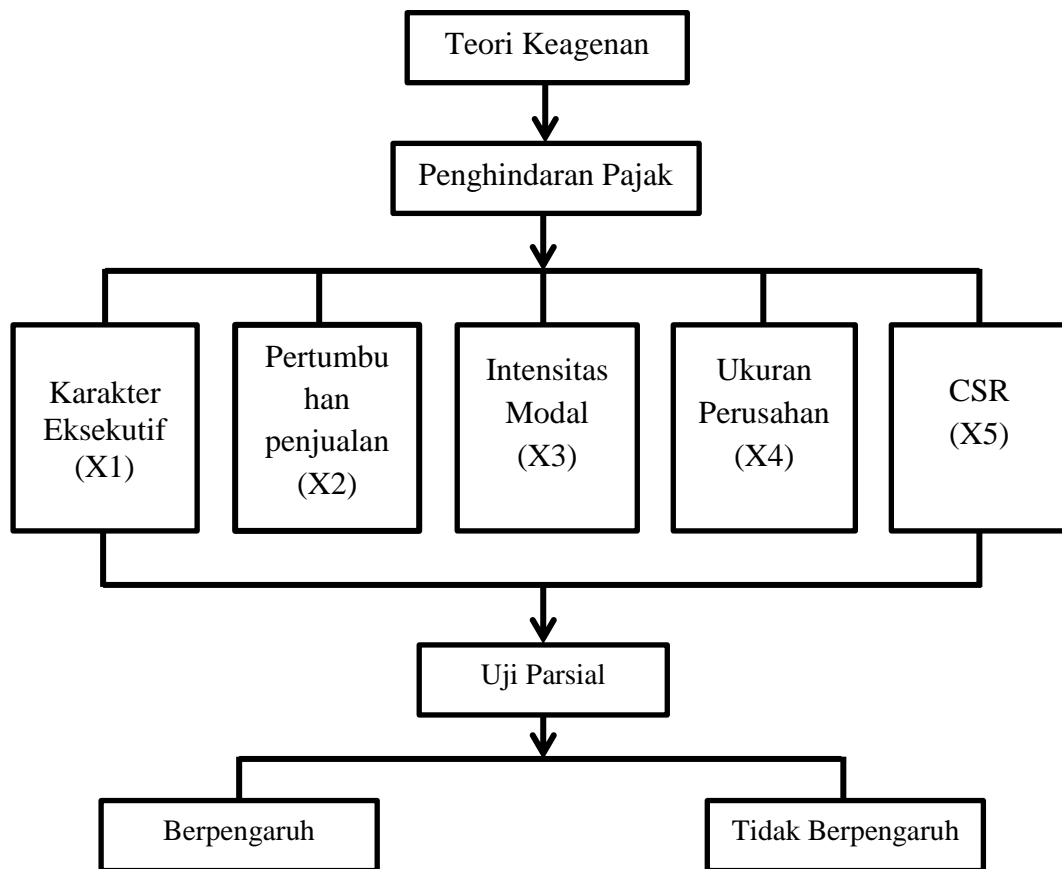 Teori Keagenan
Penghindaran Pajak
Karakter
Eksekutif
(X1)
Pertumbu
han
penjualan
(X2)
Intensitas
Modal
(X3)
Ukuran
Perusahan
(X4)
CSR
(X5)
Uji Parsial
Berpengaruh
Tidak Berpengaruh